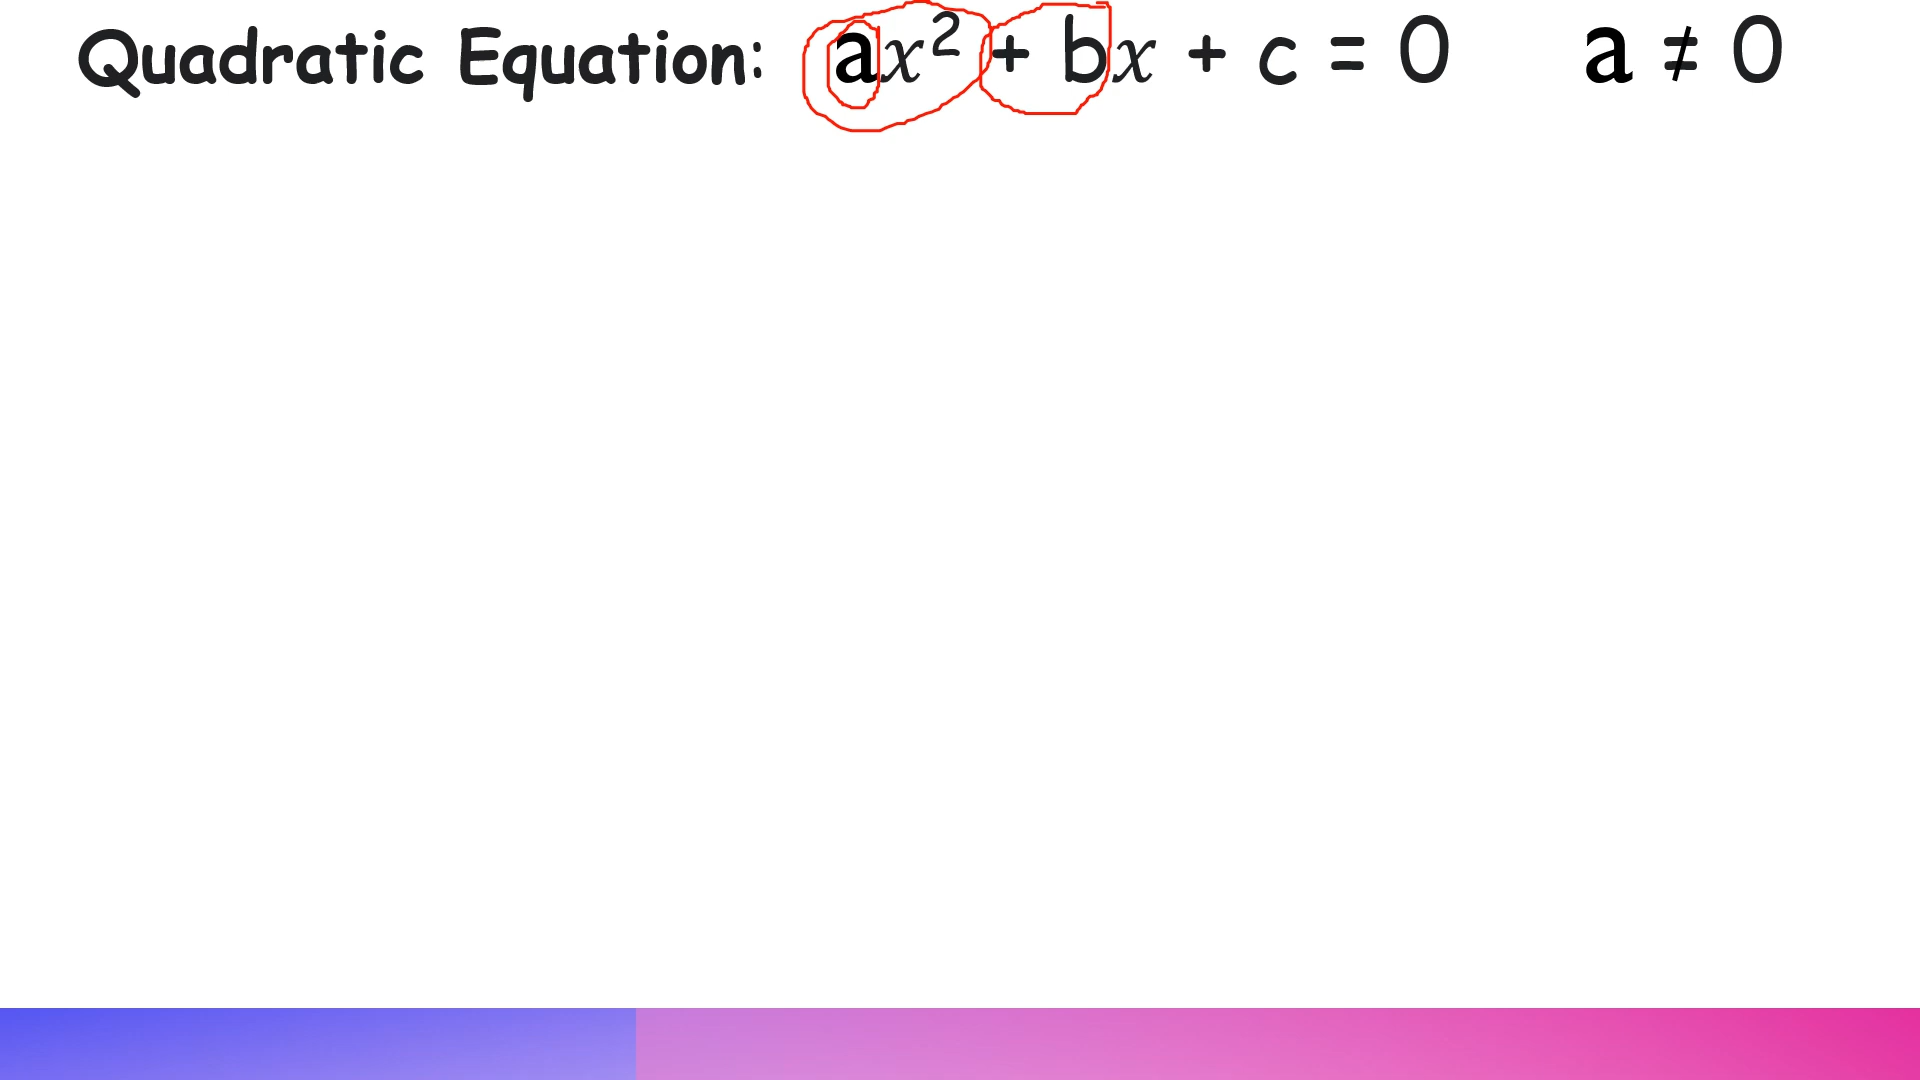 Quadratic Equation: ax² + bx + c = 0 a ≠ 0